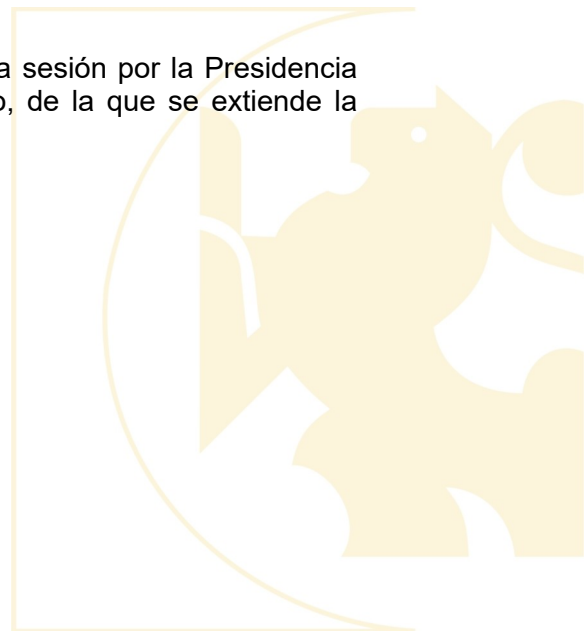 a sesión por la Presidencia
o, de la que se extiende la